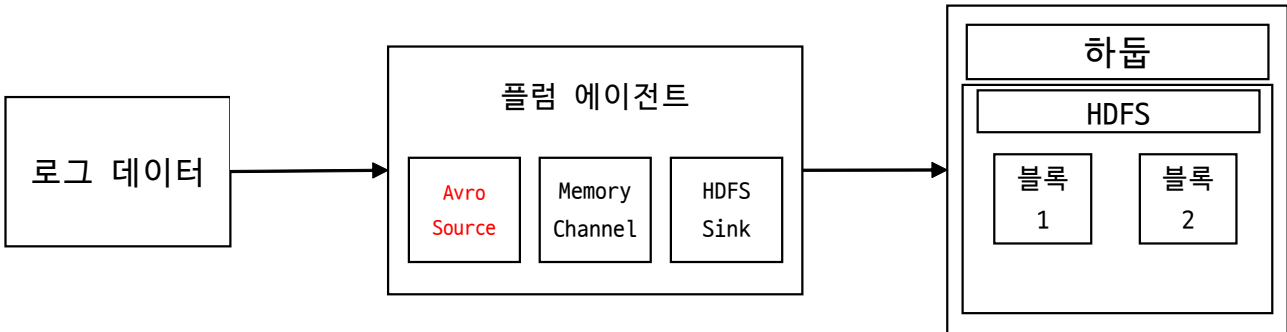 로그 데이터
플럼 에이전트
Avro
Source
Memory
Channel
HDFS
Sink
하둡
HDFS
블록
1
블록
2